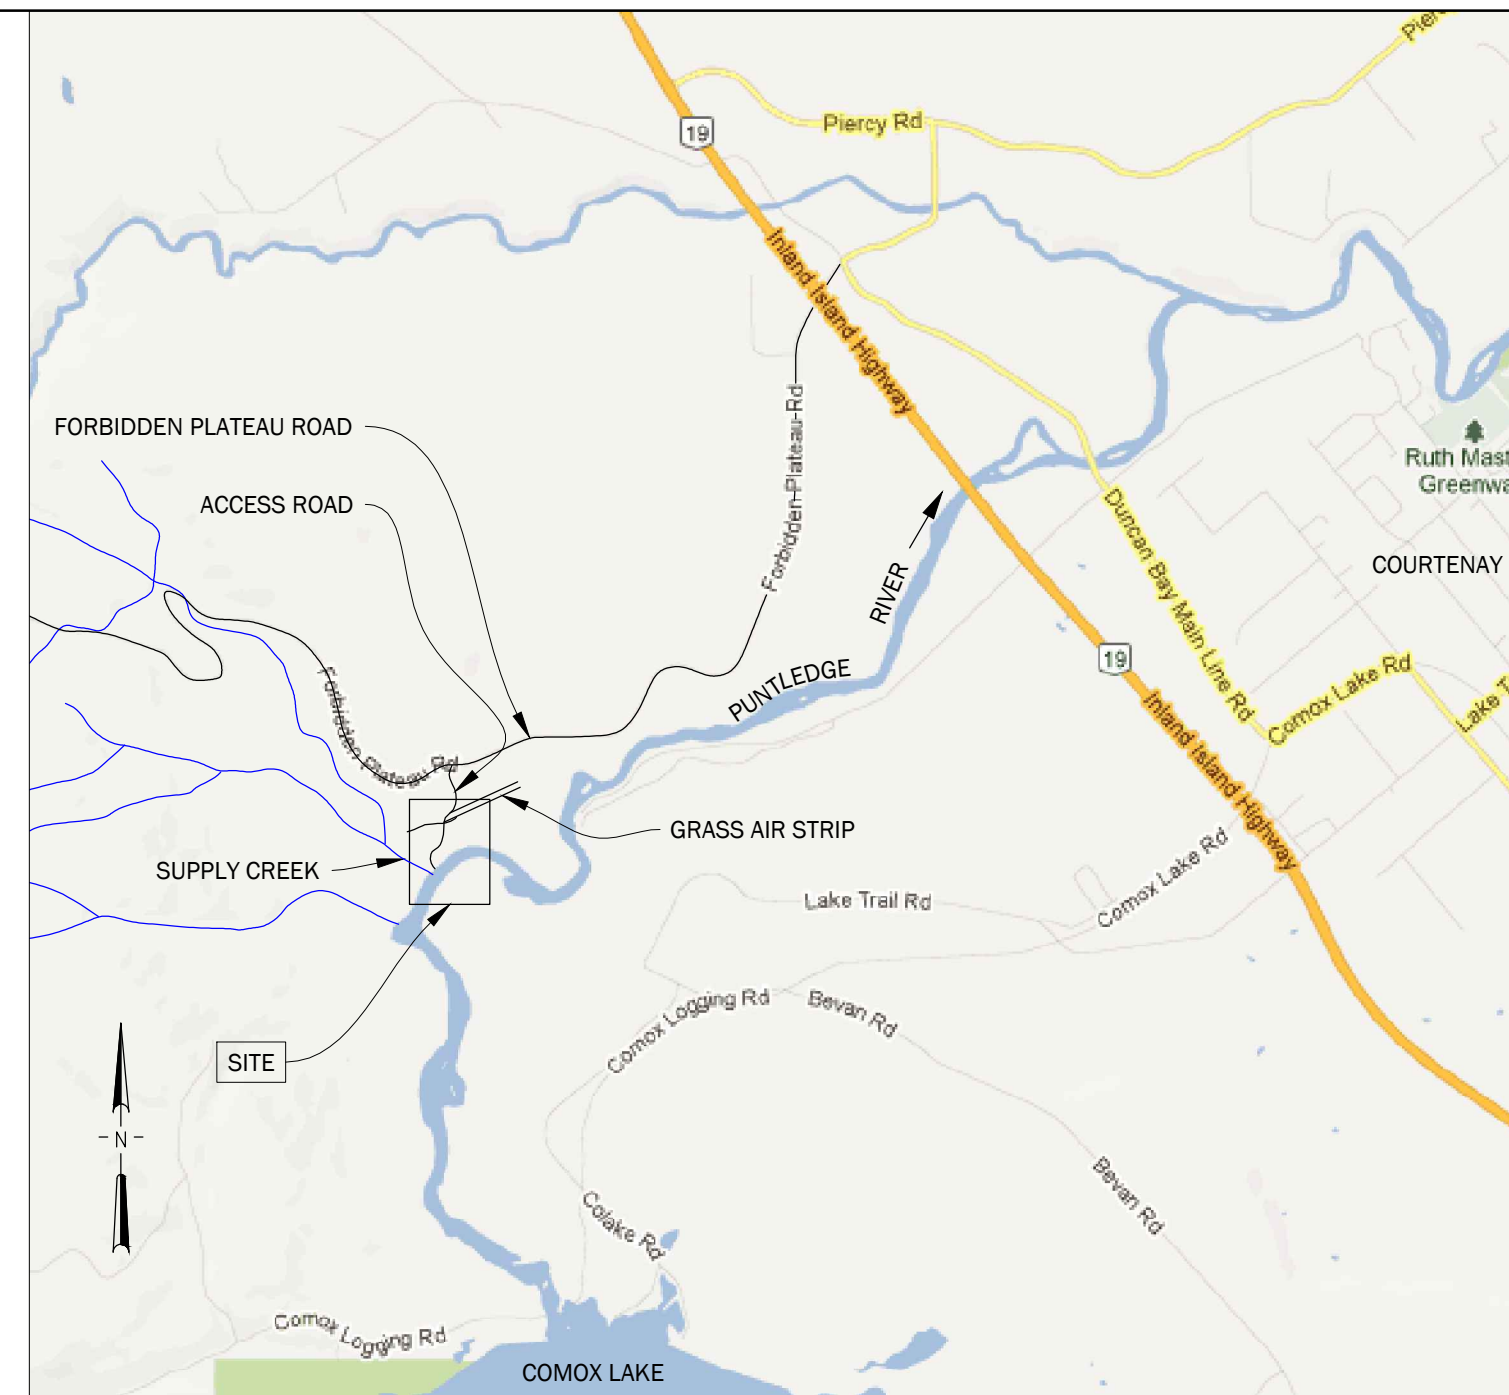 Pier
Piercy Rd
19
Inland Island Highway
FORBIDDEN PLATEAU ROAD
Forbidden-Plateau-Rd
Ruth Mast
Greenwa
ACCESS ROAD
COURTENAY
RIVER
Duncan Bay Main Line Rd
19
PUNTLEDGE
Comox Lake Rd
Lake T
Forbidden Plateau Rd
Inland Island Highway
GRASS AIR STRIP
SUPPLY CREEK
Lake Trail Rd
Comox Lake Rd
Comox Logging Rd
Bevan Rd
SITE
N
Bevan Rd
Colake Rd
Comox Logging Rd
COMOX LAKE